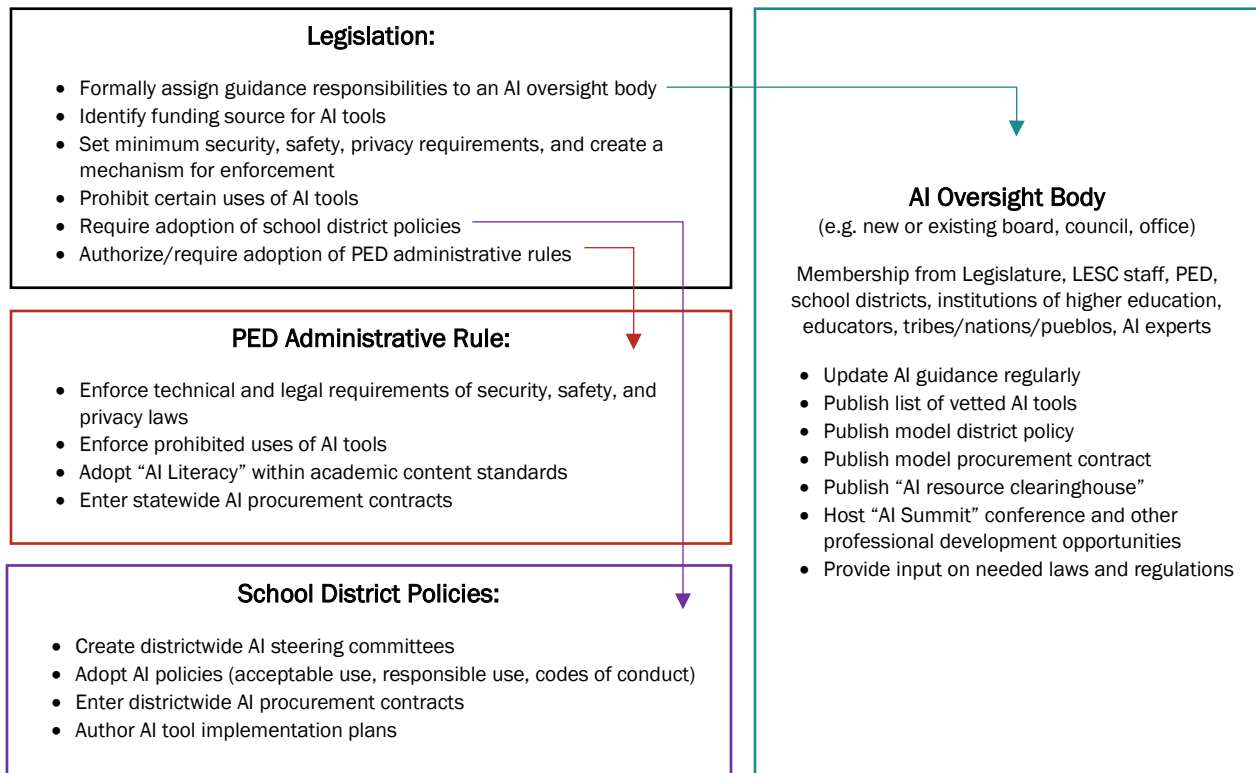 Legislation:
• Formally assign guidance responsibilities to an AI oversight body
• Identify funding source for AI tools
• Set minimum security, safety, privacy requirements, and create a
mechanism for enforcement
• Prohibit certain uses of AI tools
• Require adoption of school district policies
• Authorize/require adoption of PED administrative rules
PED Administrative Rule:
• Enforce technical and legal requirements of security, safety, and
privacy laws
• Enforce prohibited uses of AI tools
• Adopt “AI Literacy” within academic content standards
• Enter statewide AI procurement contracts
School District Policies:
• Create districtwide AI steering committees
• Adopt AI policies (acceptable use, responsible use, codes of conduct)
• Enter districtwide AI procurement contracts
• Author AI tool implementation plans
AI Oversight Body
(e.g. new or existing board, council, office)
Membership from Legislature, LESC staff, PED,
school districts, institutions of higher education,
educators, tribes/nations/pueblos, AI experts
• Update AI guidance regularly
• Publish list of vetted AI tools
• Publish model district policy
• Publish model procurement contract
• Publish “AI resource clearinghouse”
• Host “AI Summit” conference and other
professional development opportunities
• Provide input on needed laws and regulations